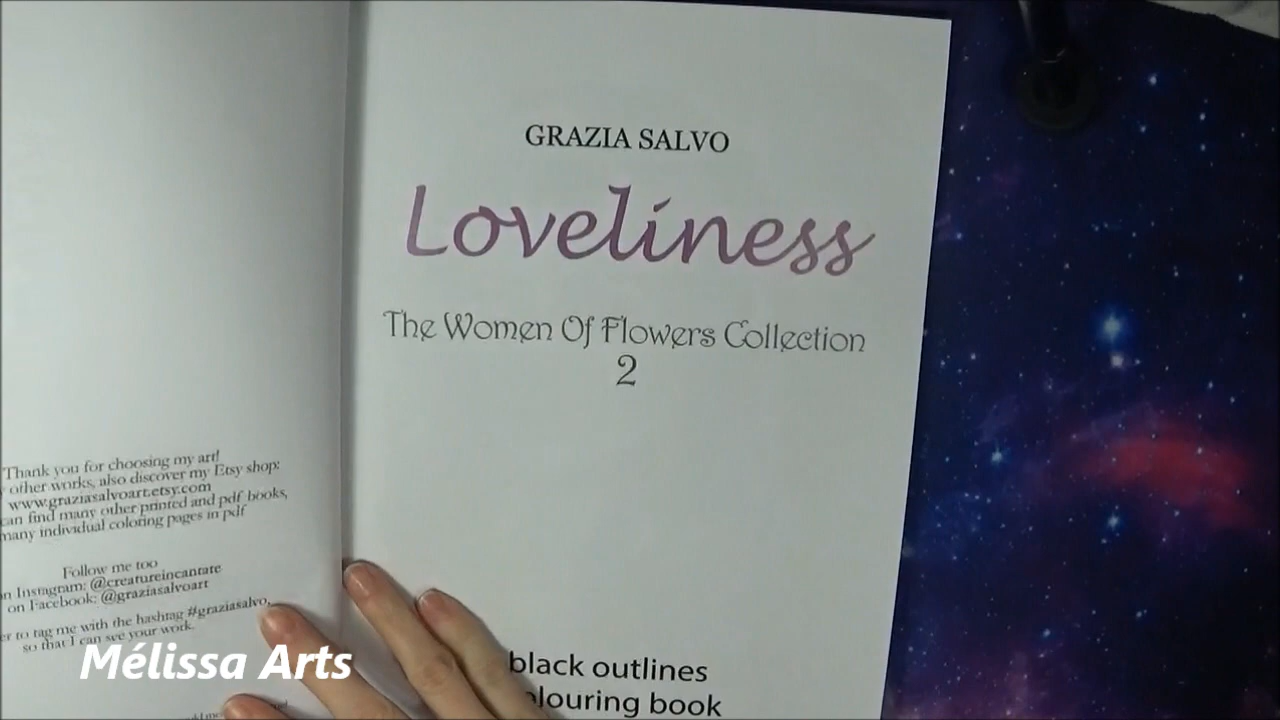 Thank you for choosing my art!
other works, also discover my Etsy shop:
www.graziasalvoart.etsy.com
can find many other printed and pdf books,
many individual coloring pages in pdf
Follow me too
on Instagram: @creatureincantate
on Facebook: @graziasalvoart
to tag me with the hashtag #graziasalvo,
so that I can see your work.
Mélissa Arts
GRAZIA SALVO
Loveliness
The Women Of Flowers Collection
2
black outlines
colouring book